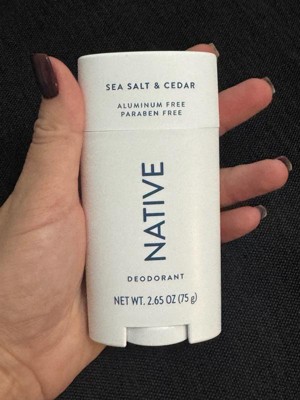 SEA SALT & CEDAR
ALUMINUM FREE
PARABEN FREE
NATIVE
DEODORANT
NET WT. 2.65 OZ (75 g)